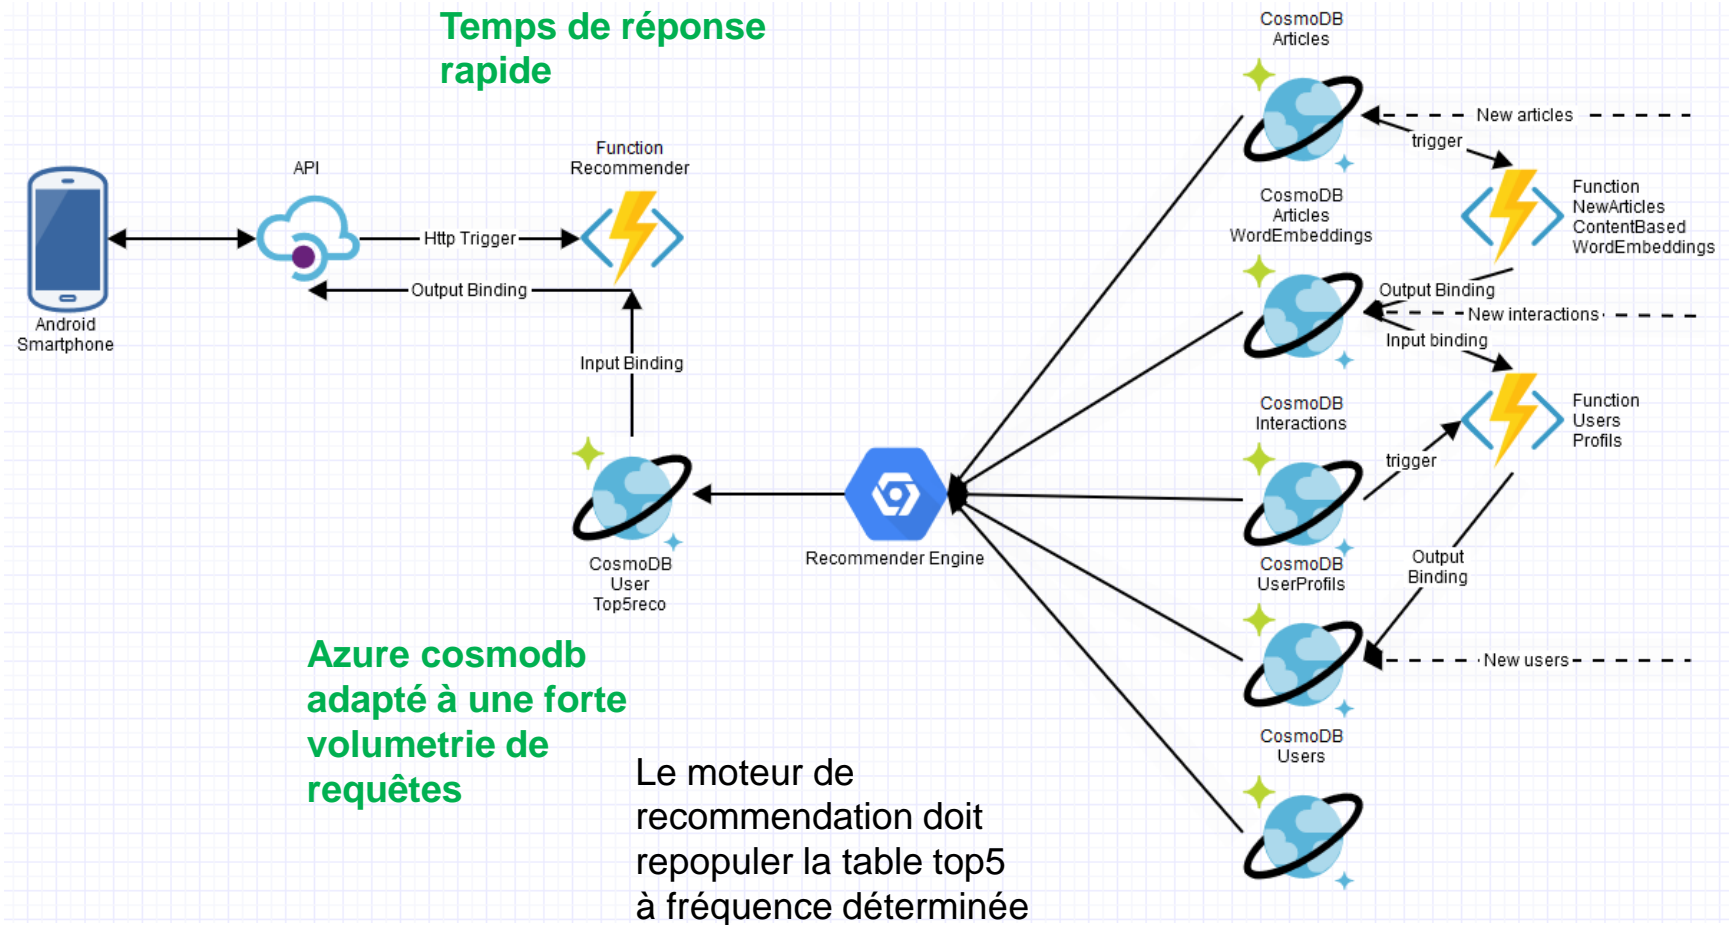 Temps de réponse
rapide
CosmoDB
Articles
New articles
trigger
Function
Recommender
API
Http Trigger
Output Binding
Android
Smartphone
Input Binding
CosmoDB
User
Top5reco
Recommender Engine
Function
NewArticles
ContentBased
WordEmbeddings
CosmoDB
Articles
WordEmbeddings
Output Binding
New interactions
Input binding
CosmoDB
Interactions
Function
Users
Profils
trigger
Output
Binding
CosmoDB
UserProfils
New users
CosmoDB
Users
Azure cosmodb
adapté à une forte
volumetrie de
requêtes
Le moteur de
recommendation doit
repopuler la table top5
à fréquence déterminée